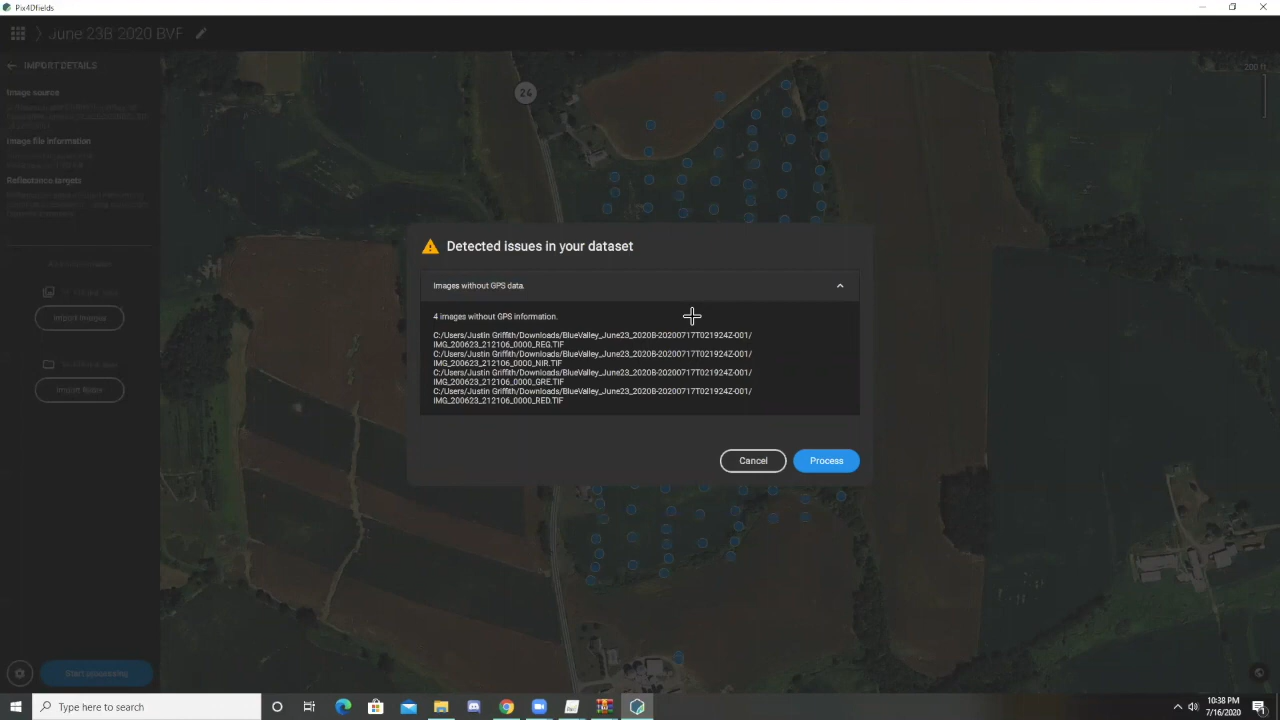 Pix4Dfields
June 23B 2020 BVF
IMPORT DETAILS
200 ft
Image source
24
Image file information
Reflectance targets
Detected issues in your dataset
Images without GPS data.
4 images without GPS information.
C:/Users/Justin Griffith/Downloads/BlueValley_June23_2020B-20200717T021924Z-001/
IMG_200623_212106_0000_REG.TIF
C:/Users/Justin Griffith/Downloads/BlueValley_June23_2020B-20200717T021924Z-001/
IMG_200623_212106_0000_NIR.TIF
C:/Users/Justin Griffith/Downloads/BlueValley_June23_2020B-20200717T021924Z-001/
IMG_200623_212106_0000_GRE.TIF
C:/Users/Justin Griffith/Downloads/BlueValley_June23_2020B-20200717T021924Z-001/
IMG_200623_212106_0000_RED.TIF
Import images
Import folder
Cancel
Process
Start processing
Type here to search
10:38 PM
7/16/2020